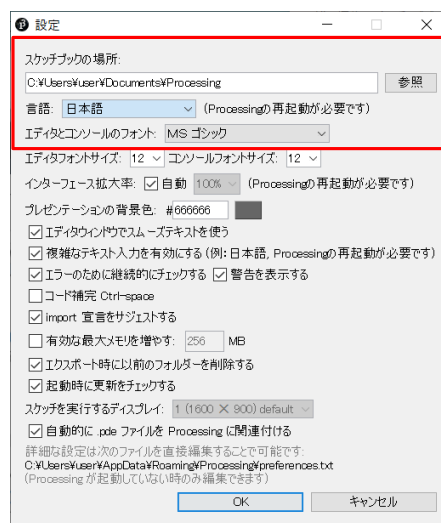 設定
スケッチブックの場所:
C:¥Users¥user¥Documents¥Processing 参照
言語: 日本語 (Processingの再起動が必要です)
エディタとコンソールのフォント: MS ゴシック
エディタフォントサイズ: 12 コンソールフォントサイズ: 12
インターフェース拡大率: 自動 100% (Processingの再起動が必要です)
プレゼンテーションの背景色: #666666
エディタウィンドウでスムーズテキストを使う
複雑なテキスト入力を有効にする (例: 日本語, Processingの再起動が必要です)
エラーのために継続的にチェックする 警告を表示する
コード補完 Ctrl-space
import 宣言をサジェストする
有効な最大メモリを増やす: 256 MB
エクスポート時に以前のフォルダーを削除する
起動時に更新をチェックする
スケッチを実行するディスプレイ: 1 (1600 × 900) default
自動的に .pde ファイルを Processing に関連付ける
詳細な設定は次のファイルを直接編集することで可能です:
C:¥Users¥user¥AppData¥Roaming¥Processing¥preferences.txt
(Processing が起動していない時のみ編集できます)
OK キャンセル